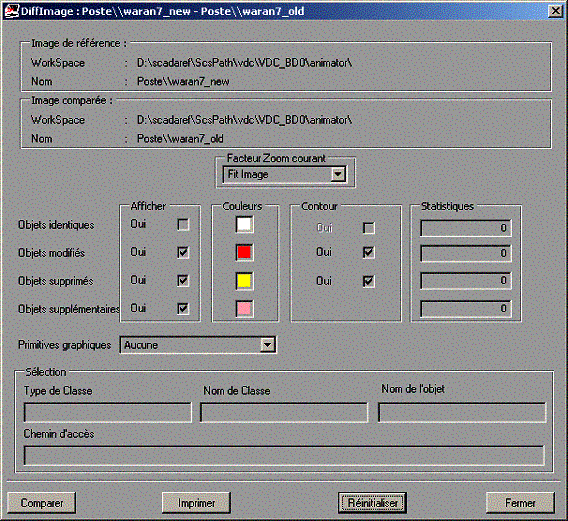 DiffImage : Poste\\waran7_new - Poste\\waran7_old
Image de référence :
WorkSpace : D:\scadaref\ScsPath\vdc\VDC_BD0\animator\
Nom : Poste\\waran7_new
Image comparée :
WorkSpace : D:\scadaref\ScsPath\vdc\VDC_BD0\animator\
Nom : Poste\\waran7_old
Facteur Zoom courant
Fit Image
Afficher Couleurs Contour Statistiques
Objets identiques Oui Oui 0
Objets modifiés Oui Oui 0
Objets supprimés Oui Oui 0
Objets supplémentaires Oui 0
Primitives graphiques Aucune
Sélection
Type de Classe Nom de Classe Nom de l'objet
Chemin d'accès
Comparer Imprimer Réinitialiser Fermer